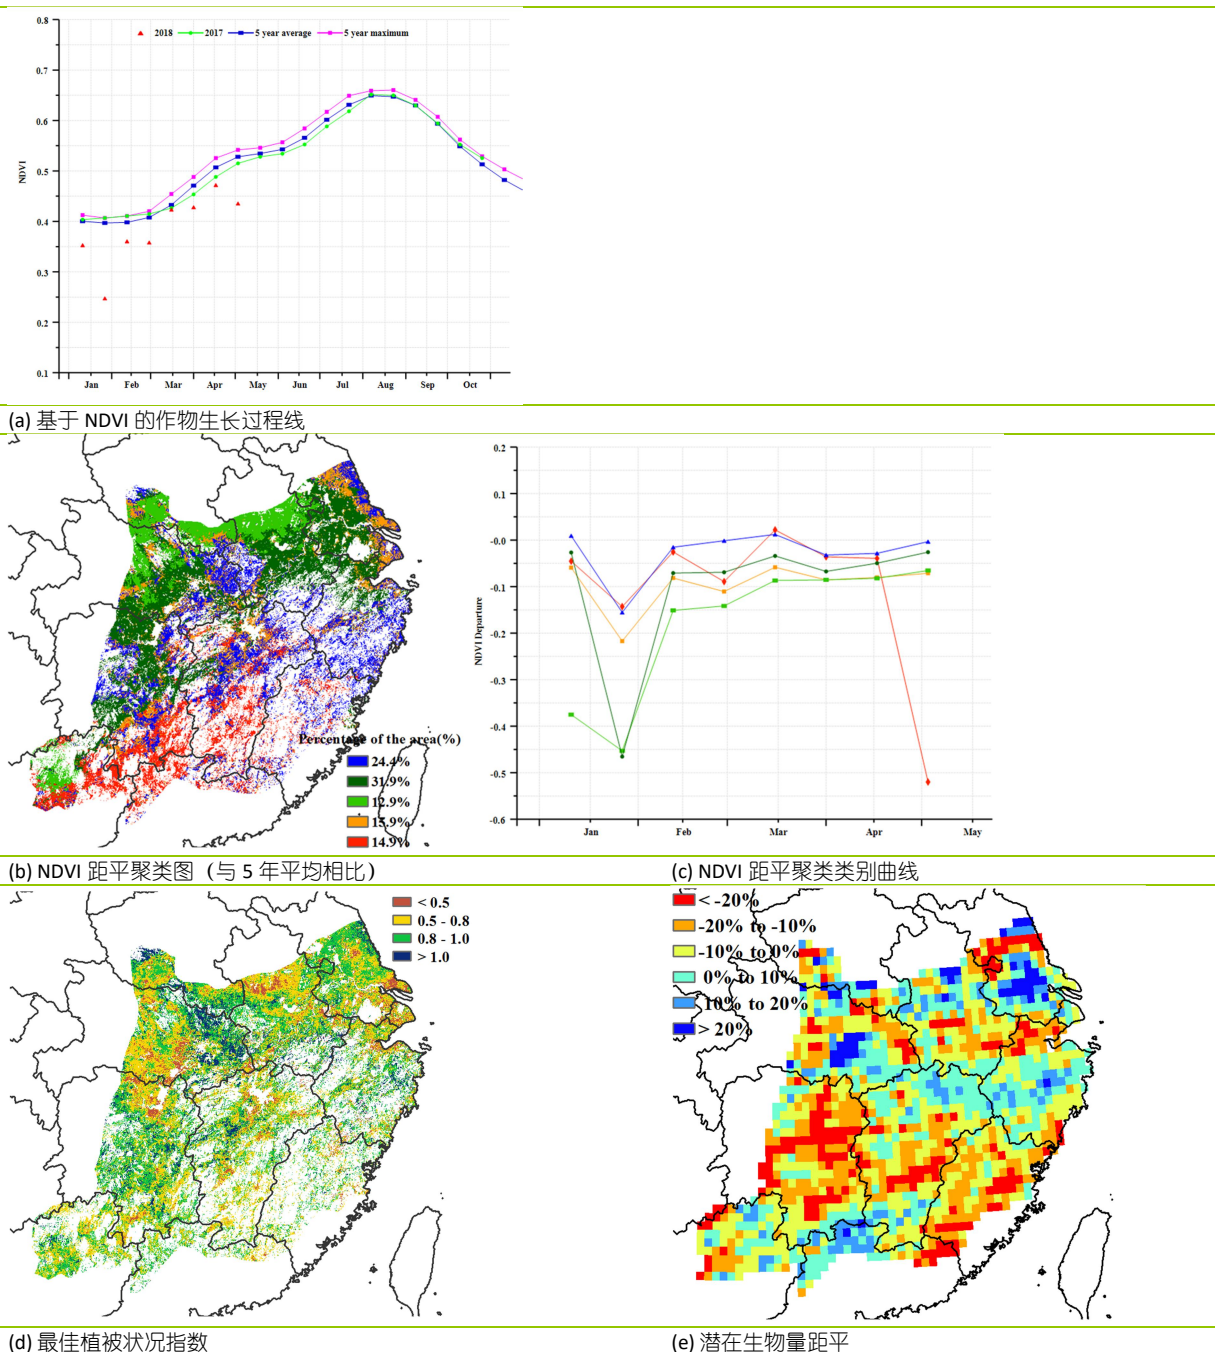 0.8
2018 2017 5 year average 5 year maximum
0.7
0.6
0.5
NDVI
0.4
0.3
0.2
0.1
Jan Feb Mar Apr May Jun Jul Aug Sep Oct
(a) 基于 NDVI 的作物生长过程线
Percentage of the area(%)
24.4%
31.9%
12.9%
15.9%
14.9%
0.2
0.1
-0.0
-0.1
-0.2
NDVI Departure
-0.3
-0.4
-0.5
-0.6
Jan Feb Mar Apr May
(b) NDVI 距平聚类图（与 5 年平均相比）
(c) NDVI 距平聚类类别曲线
< 0.5
0.5 - 0.8
0.8 - 1.0
> 1.0
< -20%
-20% to -10%
-10% to 0%
0% to 10%
10% to 20%
> 20%
(d) 最佳植被状况指数
(e) 潜在生物量距平